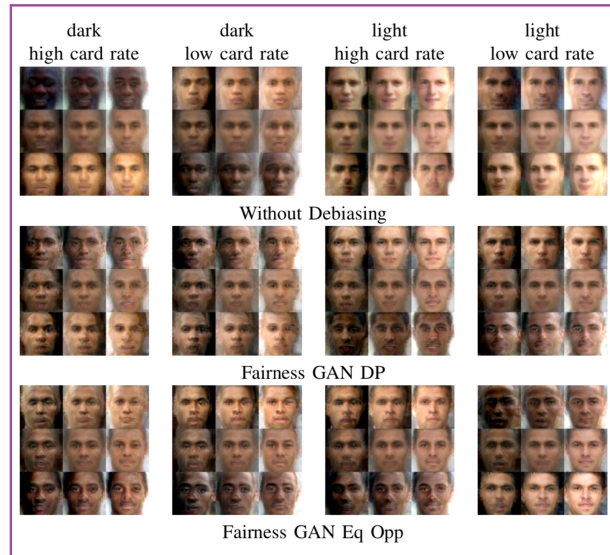 dark dark light light
high card rate low card rate high card rate low card rate
Without Debiasing
Fairness GAN DP
Fairness GAN Eq Opp